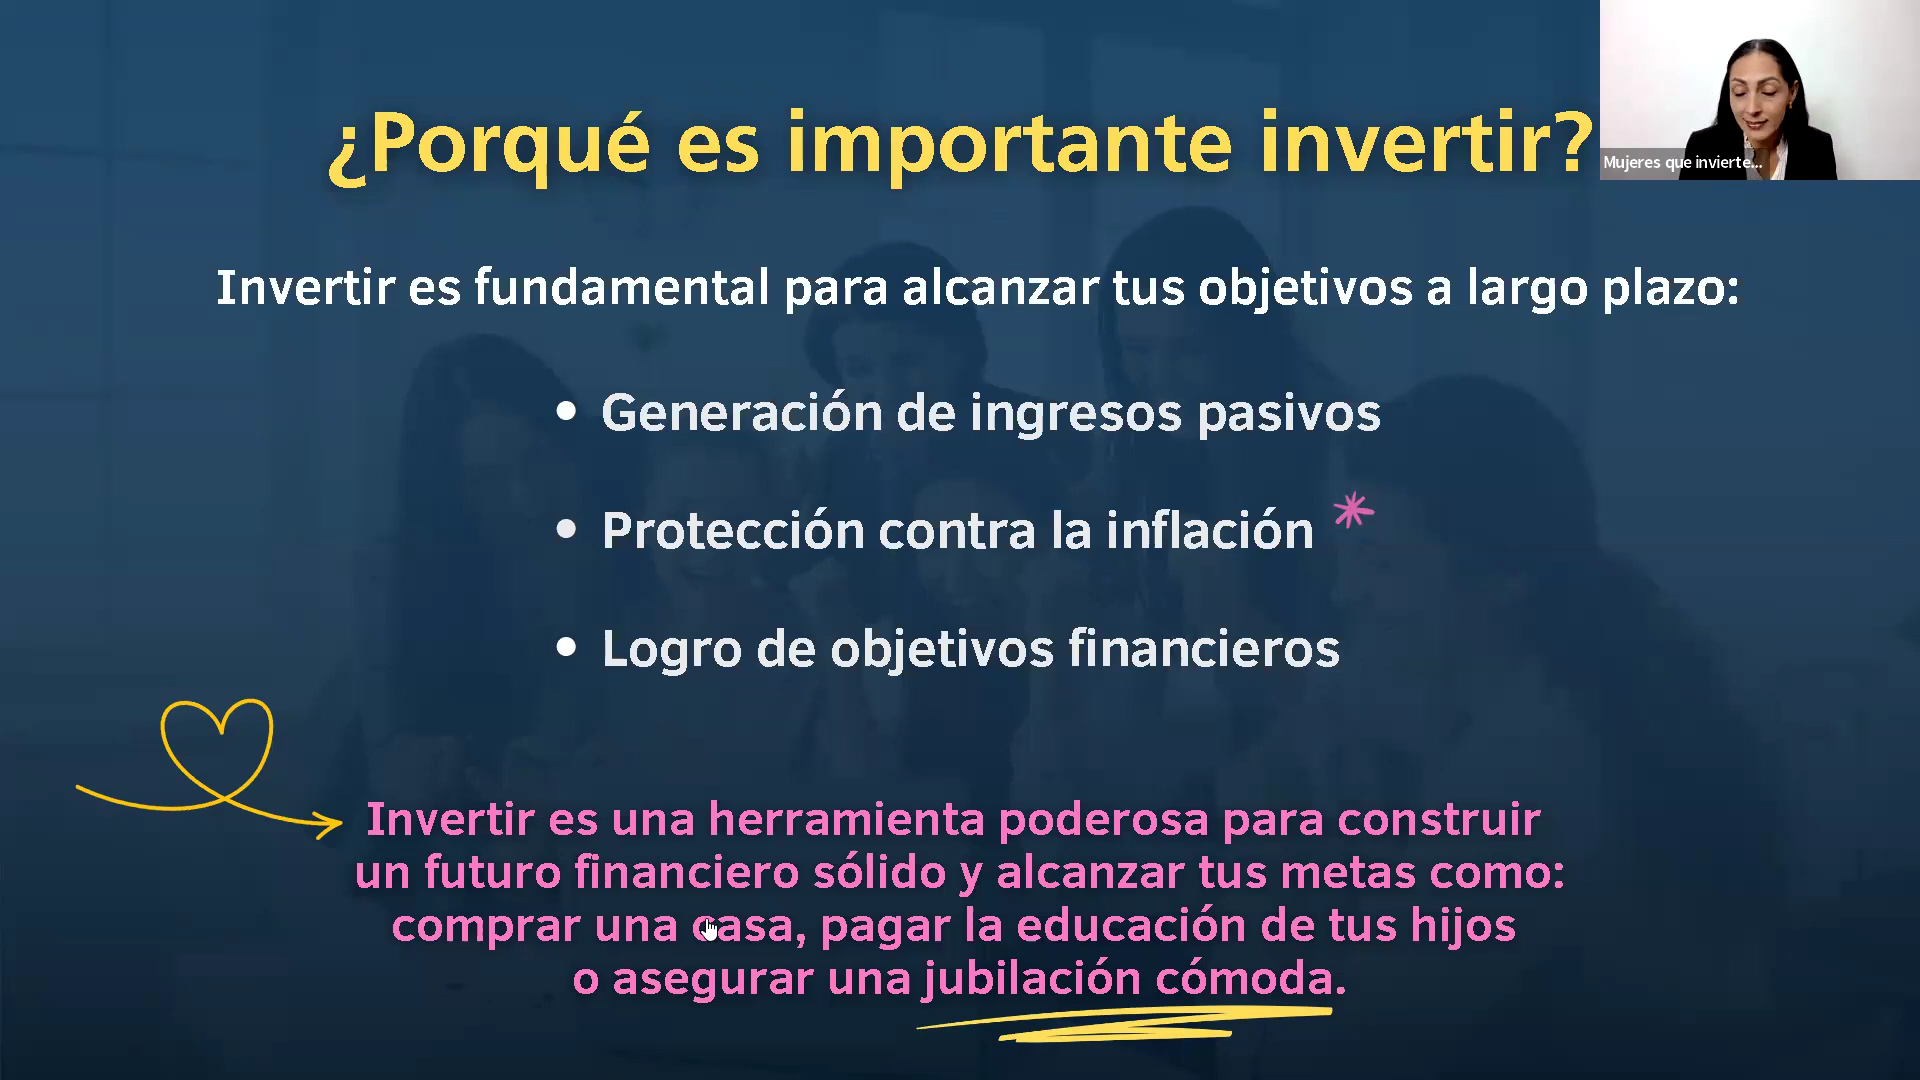 ¿Porqué es importante invertir?
Mujeres que invierte...
Invertir es fundamental para alcanzar tus objetivos a largo plazo:
• Generación de ingresos pasivos
• Protección contra la inflación
• Logro de objetivos financieros
Invertir es una herramienta poderosa para construir
un futuro financiero sólido y alcanzar tus metas como:
comprar una casa, pagar la educación de tus hijos
o asegurar una jubilación cómoda.